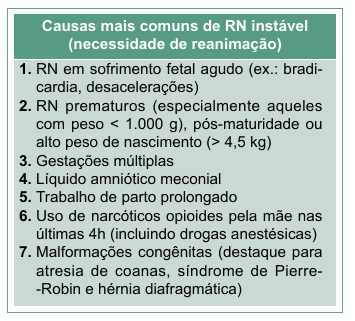 Causas mais comuns de RN instável
(necessidade de reanimação)
1. RN em sofrimento fetal agudo (ex.: bradi-
cardia, desacelerações)
2. RN prematuros (especialmente aqueles
com peso < 1.000 g), pós-maturidade ou
alto peso de nascimento (> 4,5 kg)
3. Gestações múltiplas
4. Líquido amniótico meconial
5. Trabalho de parto prolongado
6. Uso de narcóticos opioides pela mãe nas
últimas 4h (incluindo drogas anestésicas)
7. Malformações congênitas (destaque para
atresia de coanas, síndrome de Pierre-
-Robin e hérnia diafragmática)